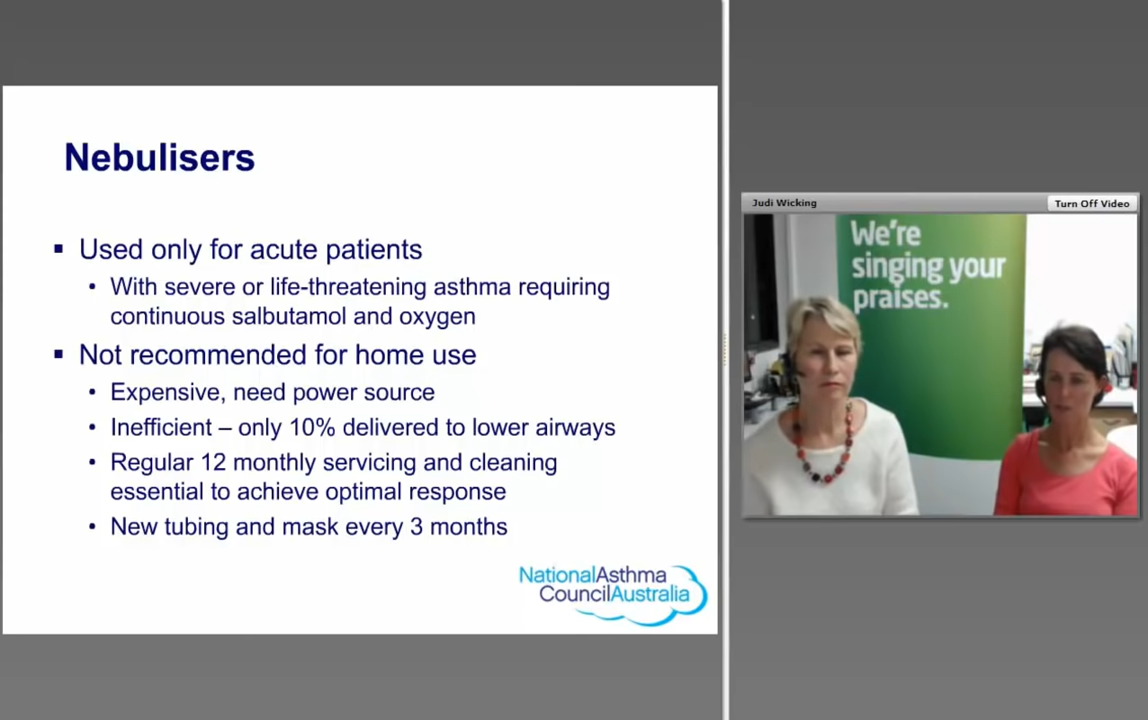 Nebulisers
▪ Used only for acute patients
• With severe or life-threatening asthma requiring
continuous salbutamol and oxygen
▪ Not recommended for home use
• Expensive, need power source
• Inefficient – only 10% delivered to lower airways
• Regular 12 monthly servicing and cleaning
essential to achieve optimal response
• New tubing and mask every 3 months
NationalAsthma
CouncilAustralia
Judi Wicking
Turn Off Video
We're
singing your
praises.